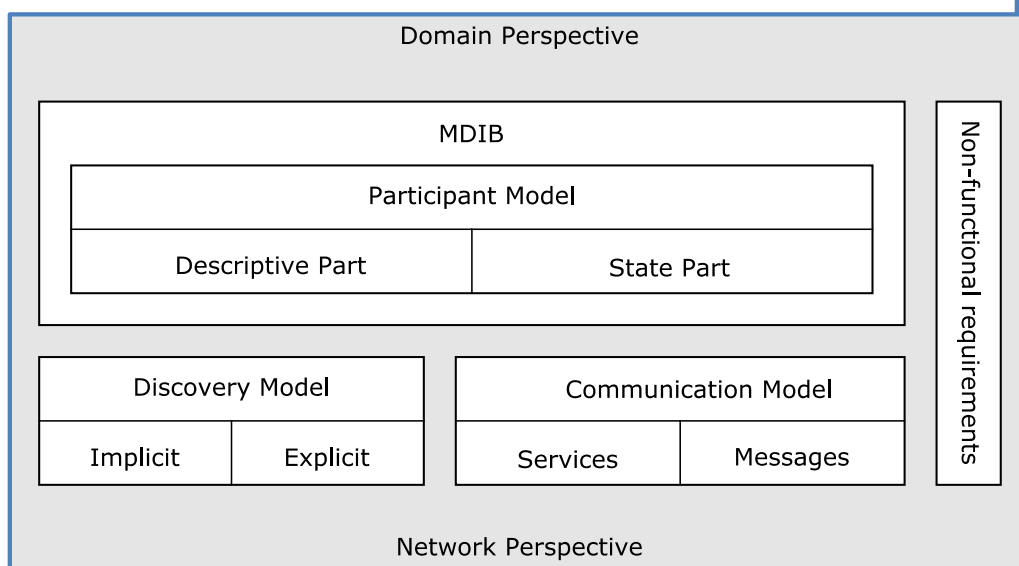 Domain Perspective
MDIB
Participant Model
Descriptive Part
State Part
Non-functional requirements
Discovery Model
Implicit
Explicit
Communication Model
Services
Messages
Network Perspective